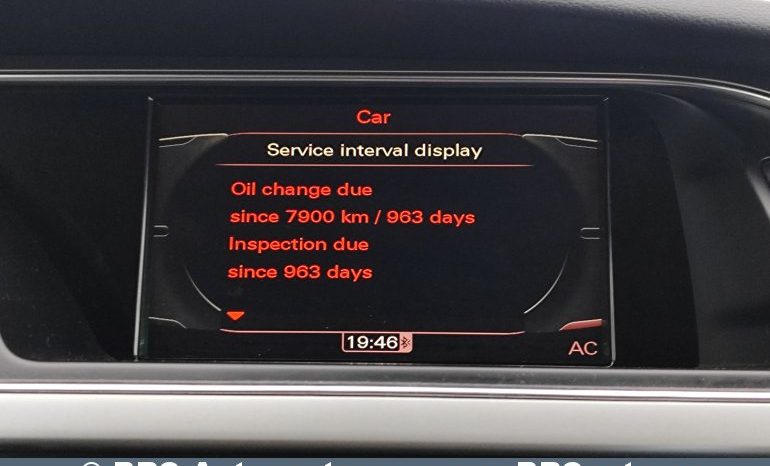 Car
Service interval display
Oil change due
since 7900 km / 963 days
Inspection due
since 963 days
19:46
AC